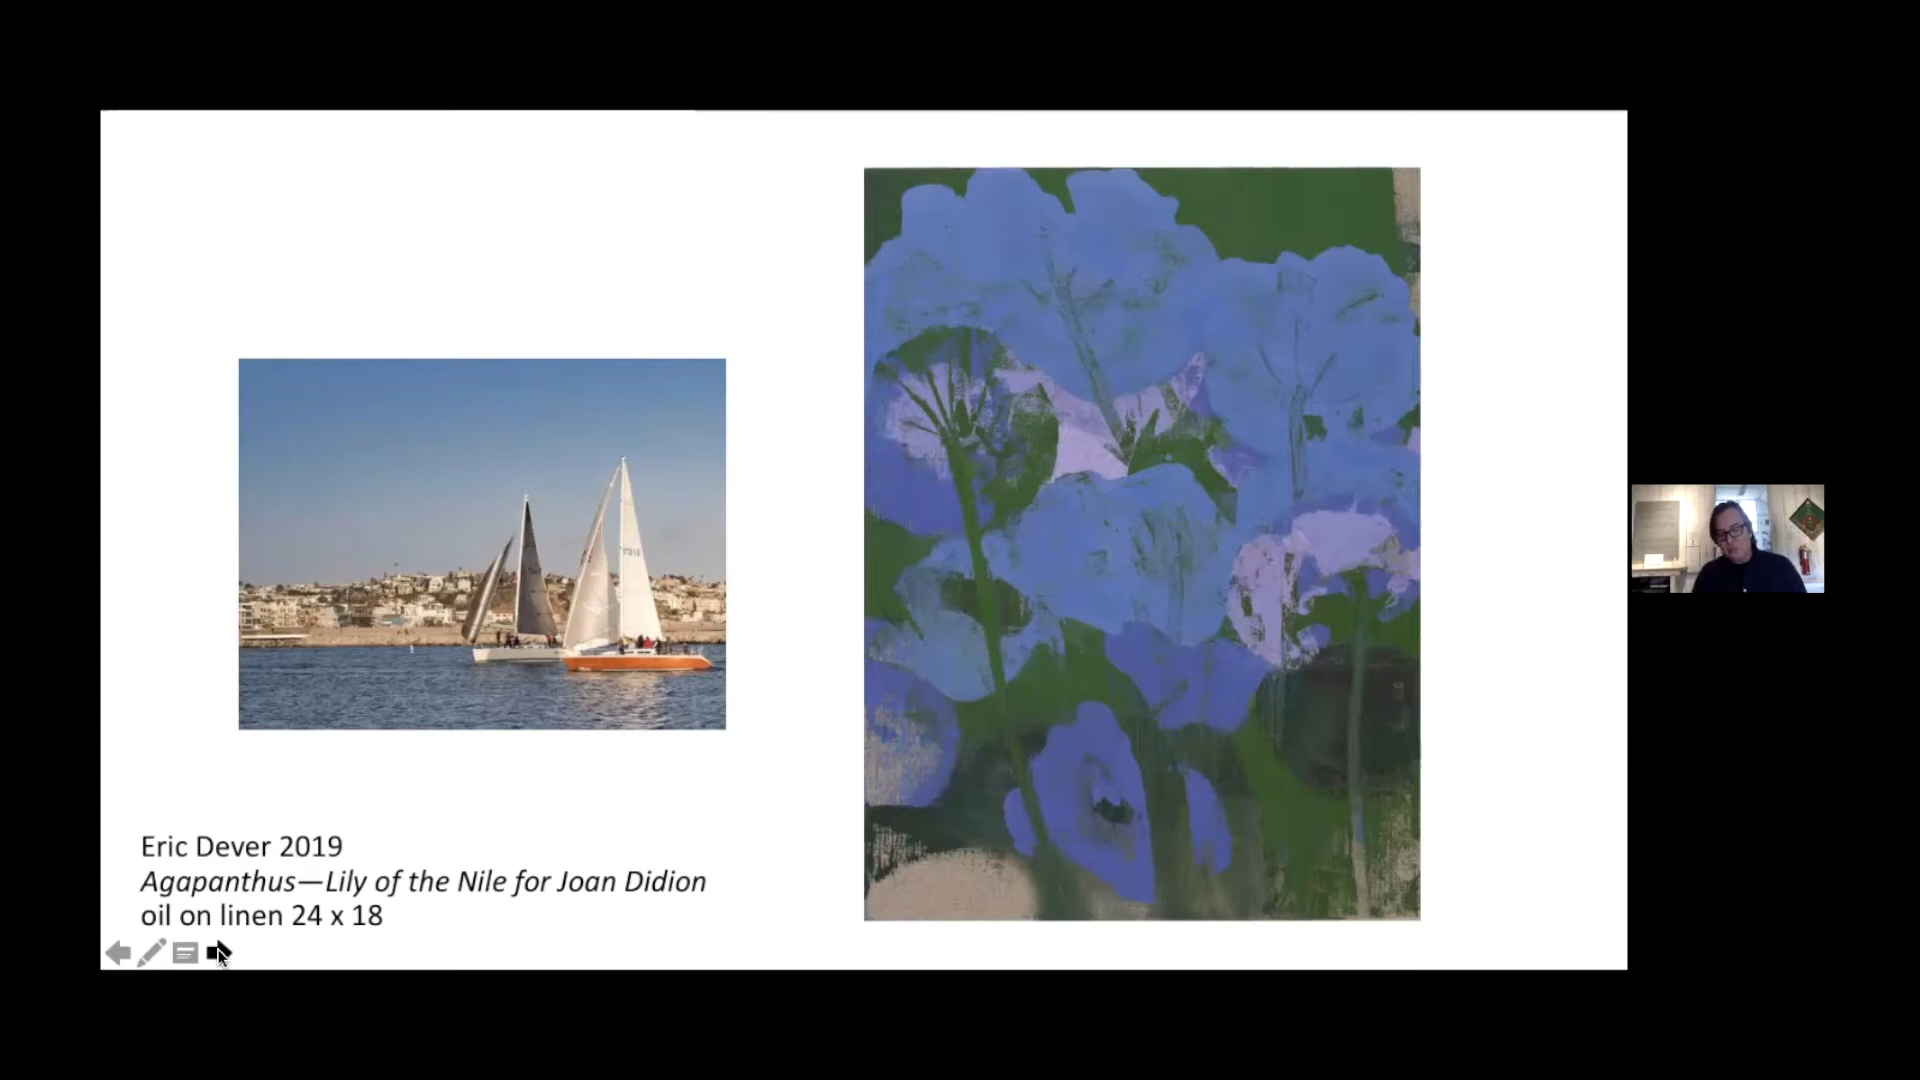 Eric Dever 2019
Agapanthus—Lily of the Nile for Joan Didion
oil on linen 24 x 18